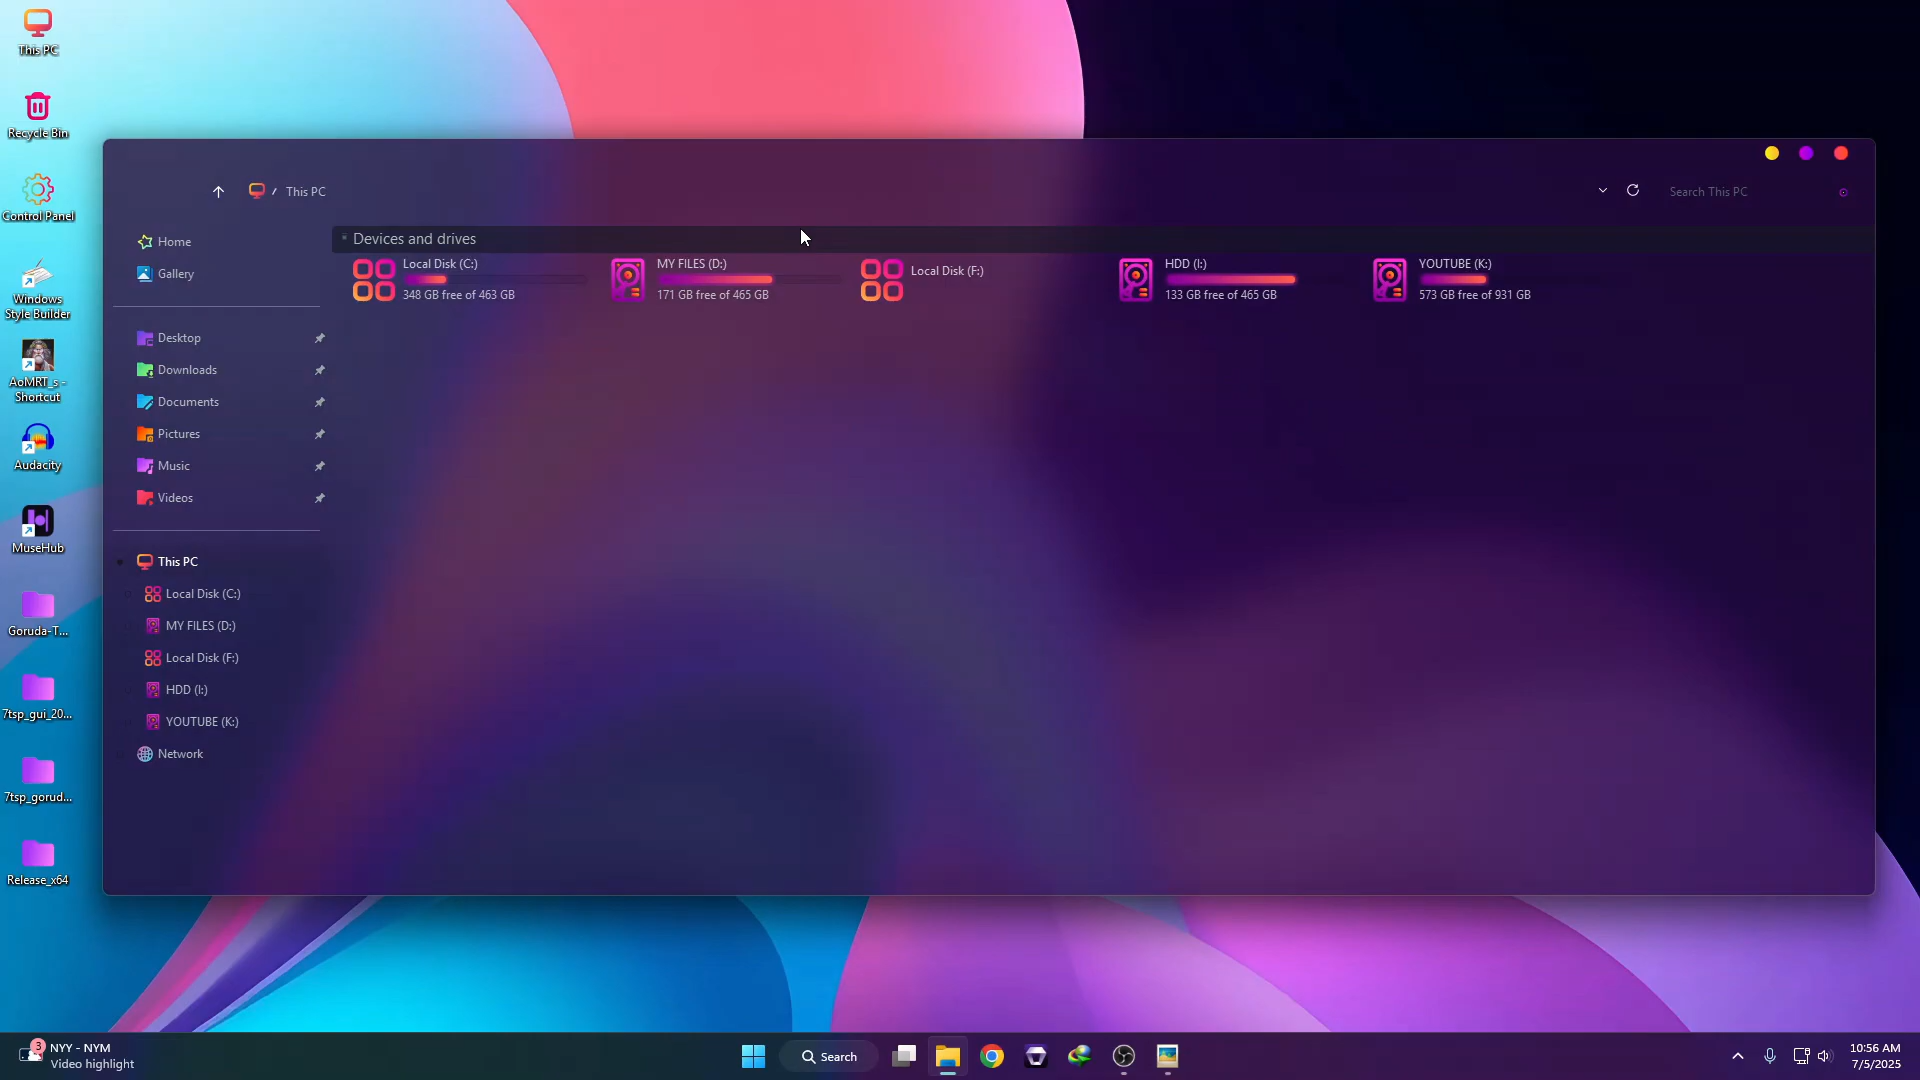 This PC
Recycle Bin
Control Panel
Windows
Style Builder
AoMRT_s -
Shortcut
Audacity
MuseHub
Goruda-T...
7tsp_gui_20...
7tsp_gorud...
Release_x64
/ This PC
Search This PC
Home
Gallery
Desktop
Downloads
Documents
Pictures
Music
Videos
This PC
Local Disk (C:)
MY FILES (D:)
Local Disk (F:)
HDD (I:)
YOUTUBE (K:)
Network
Devices and drives
Local Disk (C:)
348 GB free of 463 GB
MY FILES (D:)
171 GB free of 465 GB
Local Disk (F:)
HDD (I:)
133 GB free of 465 GB
YOUTUBE (K:)
573 GB free of 931 GB
3
NYY - NYM
Video highlight
Search
10:56 AM
7/5/2025